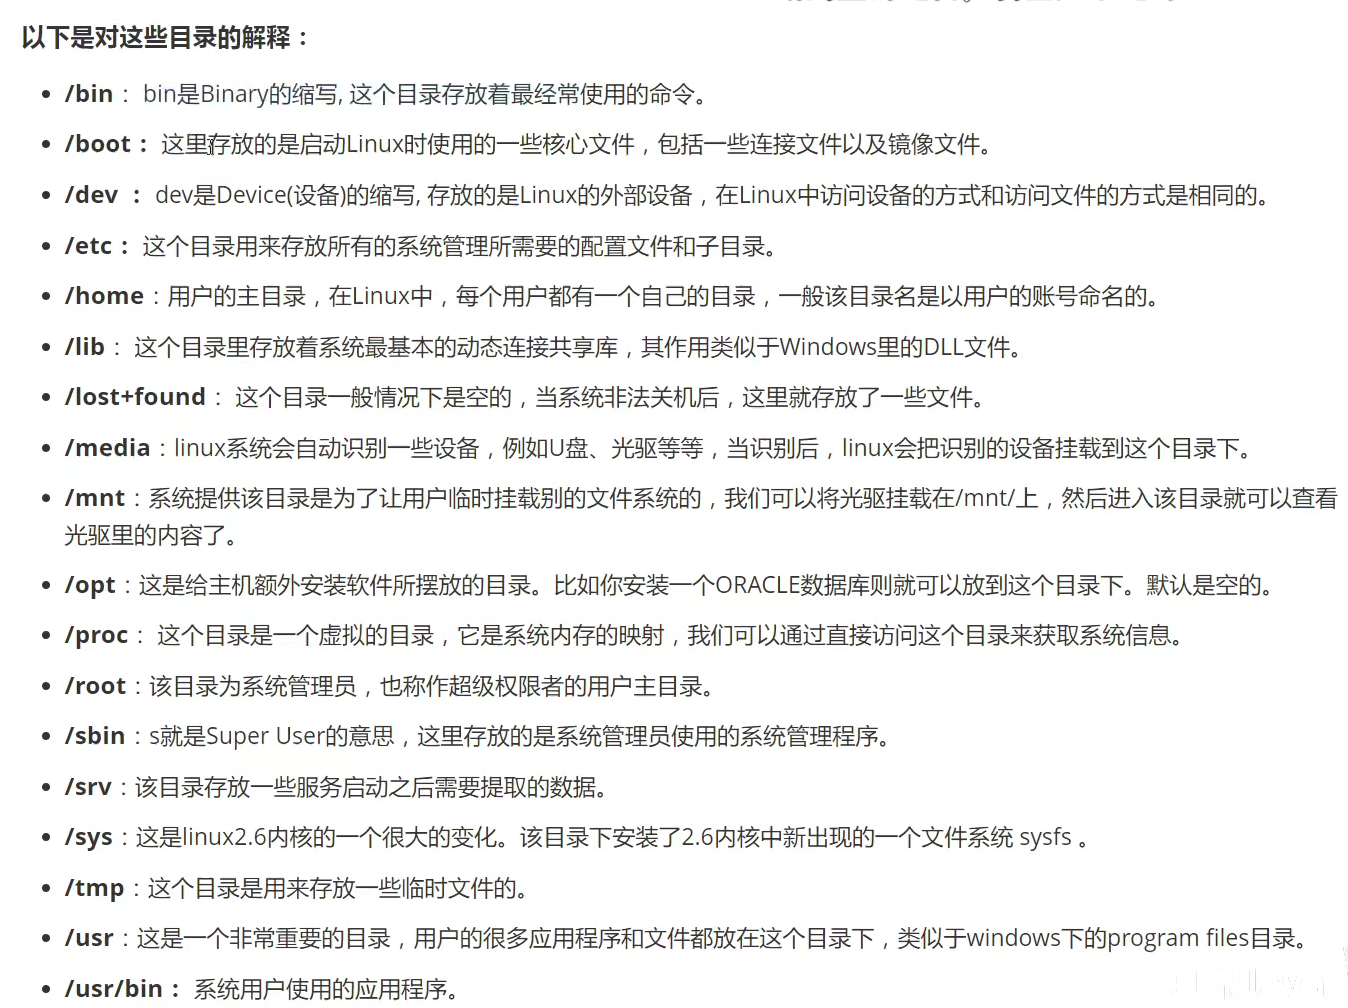 以下是对这些目录的解释：
/bin： bin是Binary的缩写, 这个目录存放着最经常使用的命令。
/boot： 这里存放的是启动Linux时使用的一些核心文件，包括一些连接文件以及镜像文件。
/dev ： dev是Device(设备)的缩写, 存放的是Linux的外部设备，在Linux中访问设备的方式和访问文件的方式是相同的。
/etc： 这个目录用来存放所有的系统管理所需要的配置文件和子目录。
/home：用户的主目录，在Linux中，每个用户都有一个自己的目录，一般该目录名是以用户的账号命名的。
/lib： 这个目录里存放着系统最基本的动态连接共享库，其作用类似于Windows里的DLL文件。
/lost+found： 这个目录一般情况下是空的，当系统非法关机后，这里就存放了一些文件。
/media：linux系统会自动识别一些设备，例如U盘、光驱等等，当识别后，linux会把识别的设备挂载到这个目录下。
/mnt：系统提供该目录是为了让用户临时挂载别的文件系统的，我们可以将光驱挂载在/mnt/上，然后进入该目录就可以查看
光驱里的内容了。
/opt：这是给主机额外安装软件所摆放的目录。比如你安装一个ORACLE数据库则就可以放到这个目录下。默认是空的。
/proc： 这个目录是一个虚拟的目录，它是系统内存的映射，我们可以通过直接访问这个目录来获取系统信息。
/root：该目录为系统管理员，也称作超级权限者的用户主目录。
/sbin：s就是Super User的意思，这里存放的是系统管理员使用的系统管理程序。
/srv：该目录存放一些服务启动之后需要提取的数据。
/sys：这是linux2.6内核的一个很大的变化。该目录下安装了2.6内核中新出现的一个文件系统 sysfs 。
/tmp：这个目录是用来存放一些临时文件的。
/usr：这是一个非常重要的目录，用户的很多应用程序和文件都放在这个目录下，类似于windows下的program files目录。
/usr/bin： 系统用户使用的应用程序。